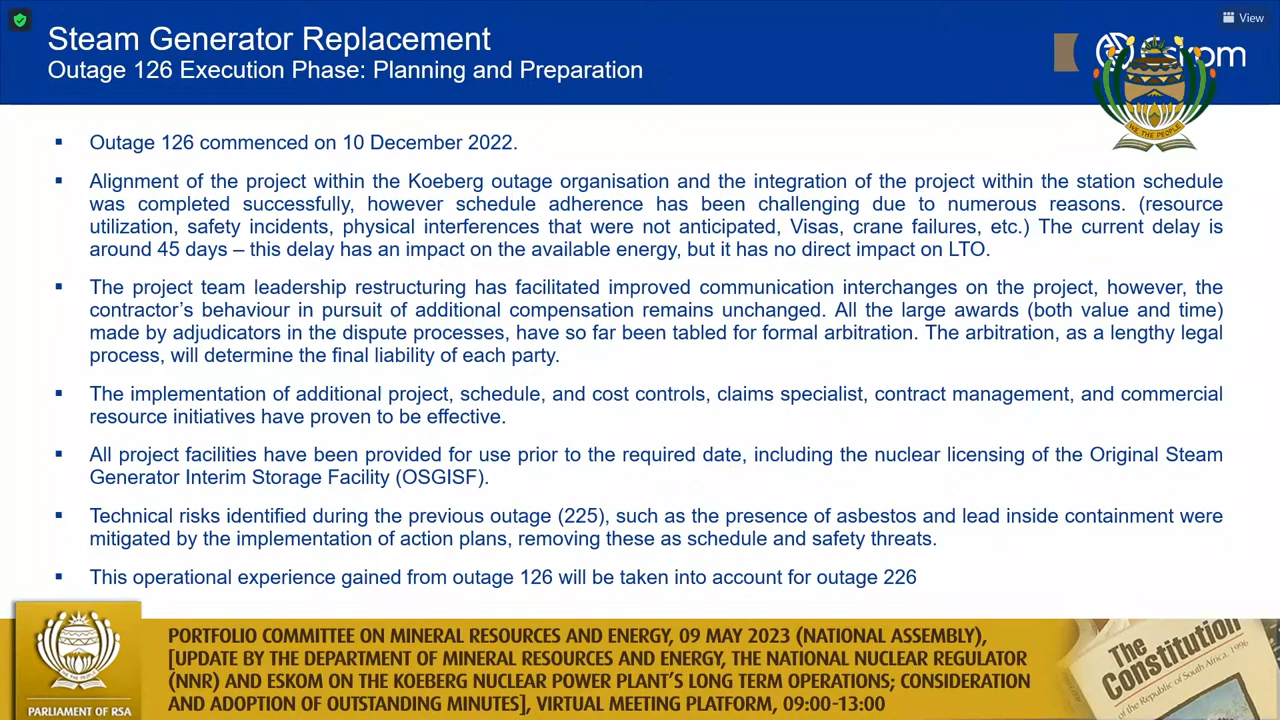 View
Steam Generator Replacement
Outage 126 Execution Phase: Planning and Preparation
WE THE PEOPLE
▪ Outage 126 commenced on 10 December 2022.
▪ Alignment of the project within the Koeberg outage organisation and the integration of the project within the station schedule
was completed successfully, however schedule adherence has been challenging due to numerous reasons. (resource
utilization, safety incidents, physical interferences that were not anticipated, Visas, crane failures, etc.) The current delay is
around 45 days – this delay has an impact on the available energy, but it has no direct impact on LTO.
▪ The project team leadership restructuring has facilitated improved communication interchanges on the project, however, the
contractor’s behaviour in pursuit of additional compensation remains unchanged. All the large awards (both value and time)
made by adjudicators in the dispute processes, have so far been tabled for formal arbitration. The arbitration, as a lengthy legal
process, will determine the final liability of each party.
▪ The implementation of additional project, schedule, and cost controls, claims specialist, contract management, and commercial
resource initiatives have proven to be effective.
▪ All project facilities have been provided for use prior to the required date, including the nuclear licensing of the Original Steam
Generator Interim Storage Facility (OSGISF).
▪ Technical risks identified during the previous outage (225), such as the presence of asbestos and lead inside containment were
mitigated by the implementation of action plans, removing these as schedule and safety threats.
▪ This operational experience gained from outage 126 will be taken into account for outage 226
PORTFOLIO COMMITTEE ON MINERAL RESOURCES AND ENERGY, 09 MAY 2023 (NATIONAL ASSEMBLY),
[UPDATE BY THE DEPARTMENT OF MINERAL RESOURCES AND ENERGY, THE NATIONAL NUCLEAR REGULATOR
(NNR) AND ESKOM ON THE KOEBERG NUCLEAR POWER PLANT’S LONG TERM OPERATIONS; CONSIDERATION
AND ADOPTION OF OUTSTANDING MINUTES], VIRTUAL MEETING PLATFORM, 09:00-13:00
PARLIAMENT OF RSA
The
Constitution
of the Republic of South Africa, 1996